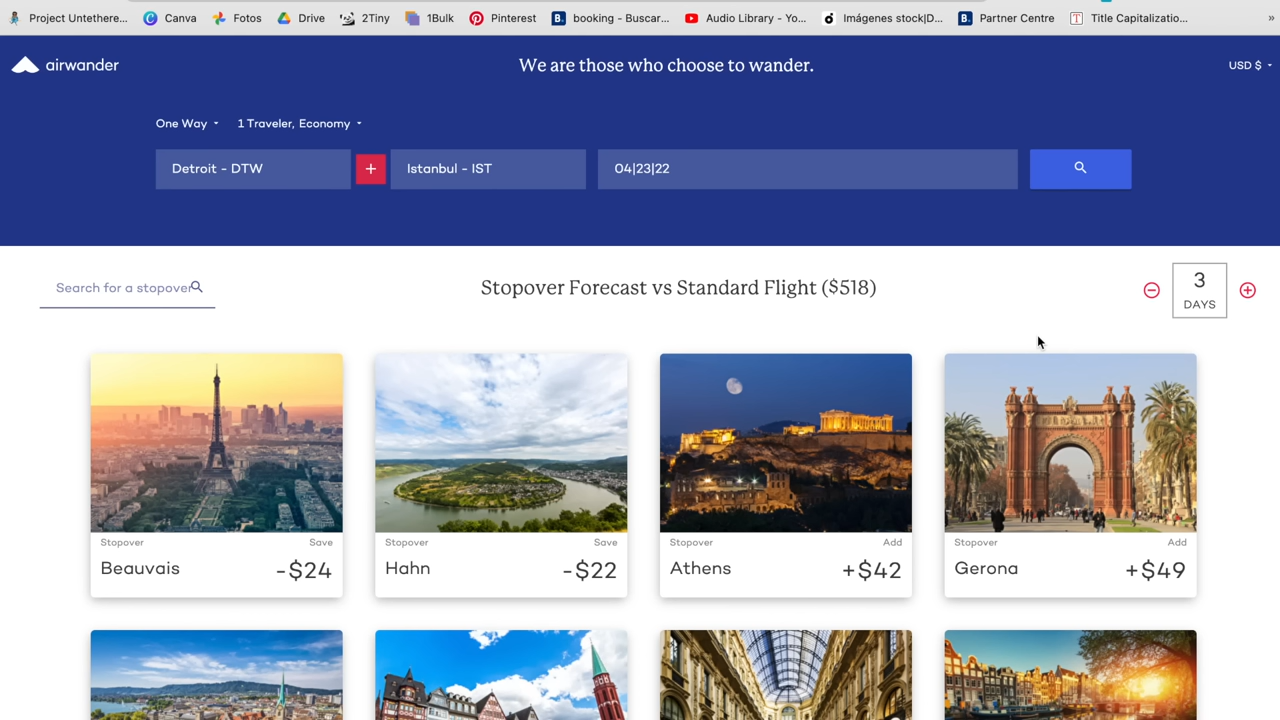 Project Untethere... Canva Fotos Drive 2Tiny 1Bulk Pinterest B. booking - Buscar... Audio Library - Yo... Imágenes stock|D... B. Partner Centre T Title Capitalizatio... »
airwander We are those who choose to wander. USD $
One Way 1 Traveler, Economy
Detroit - DTW + Istanbul - IST 04|23|22
Search for a stopover Stopover Forecast vs Standard Flight ($518) 3
DAYS
Stopover Save Stopover Save Stopover Add Stopover Add
Beauvais -$24 Hahn -$22 Athens +$42 Gerona +$49